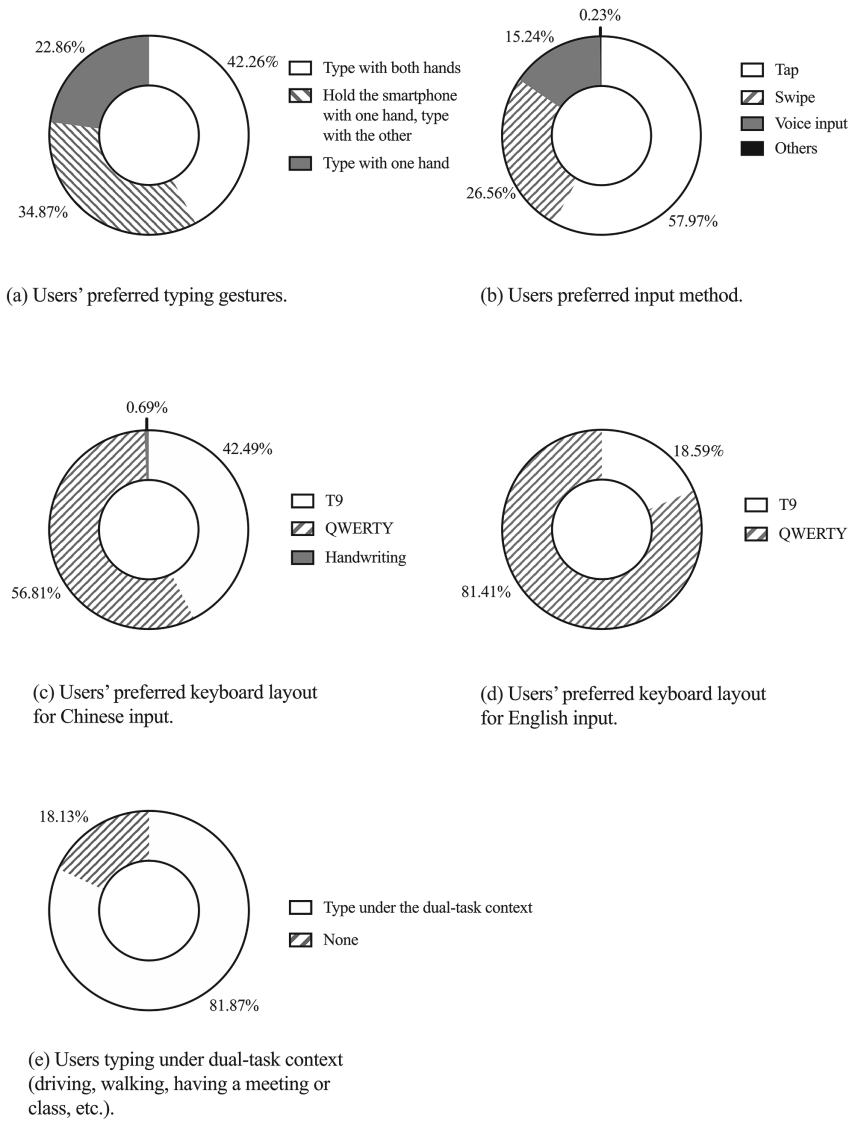 22.86%
42.26%
34.87%
Type with both hands
Hold the smartphone
with one hand, type
with the other
Type with one hand
(a) Users’ preferred typing gestures.
0.23%
15.24%
26.56%
57.97%
Tap
Swipe
Voice input
Others
(b) Users preferred input method.
0.69%
42.49%
56.81%
T9
QWERTY
Handwriting
(c) Users’ preferred keyboard layout
for Chinese input.
18.59%
81.41%
T9
QWERTY
(d) Users’ preferred keyboard layout
for English input.
18.13%
81.87%
Type under the dual-task context
None
(e) Users typing under dual-task context
(driving, walking, having a meeting or
class, etc.).